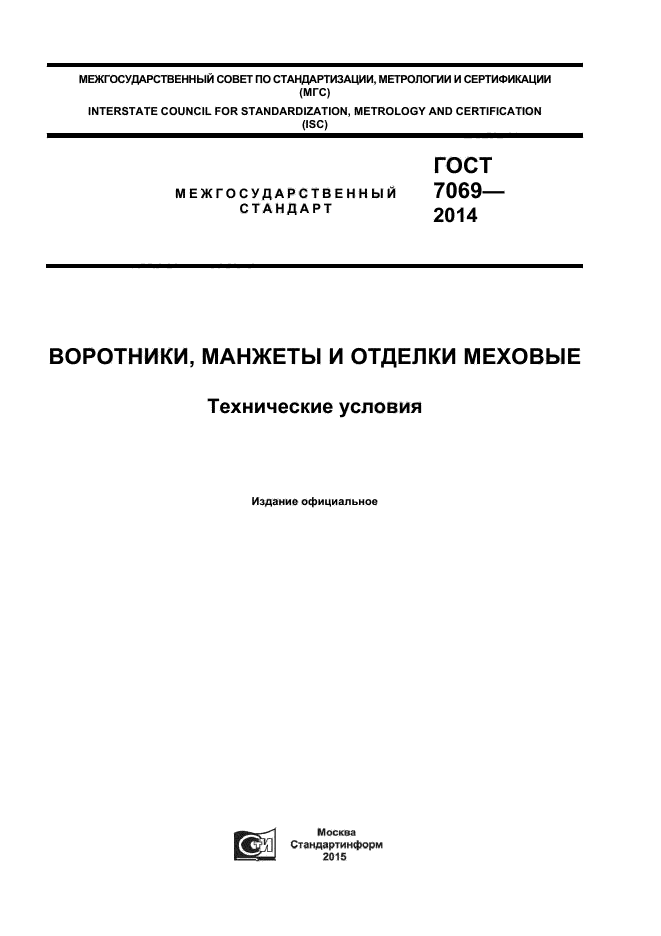 МЕЖГОСУДАРСТВЕННЫЙ СОВЕТ ПО СТАНДАРТИЗАЦИИ, МЕТРОЛОГИИ И СЕРТИФИКАЦИИ
(МГС)
INTERSTATE COUNCIL FOR STANDARDIZATION, METROLOGY AND CERTIFICATION
(ISC)
МЕЖГОСУДАРСТВЕННЫЙ
СТАНДАРТ
ГОСТ
7069—
2014
ВОРОТНИКИ, МАНЖЕТЫ И ОТДЕЛКИ МЕХОВЫЕ
Технические условия
Издание официальное
Москва
Стандартинформ
2015